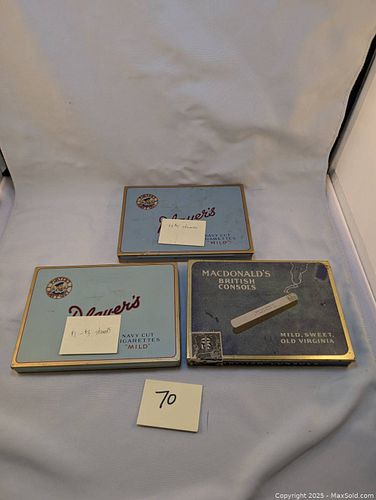 Player's
NAVY CUT
CIGARETTES
"MILD"
Player's
NAVY CUT
CIGARETTES
"MILD"
MACDONALD'S
BRITISH
CONSOLS
MILD, SWEET,
OLD VIRGINIA
70
Copyright 2025 - MaxSold.com